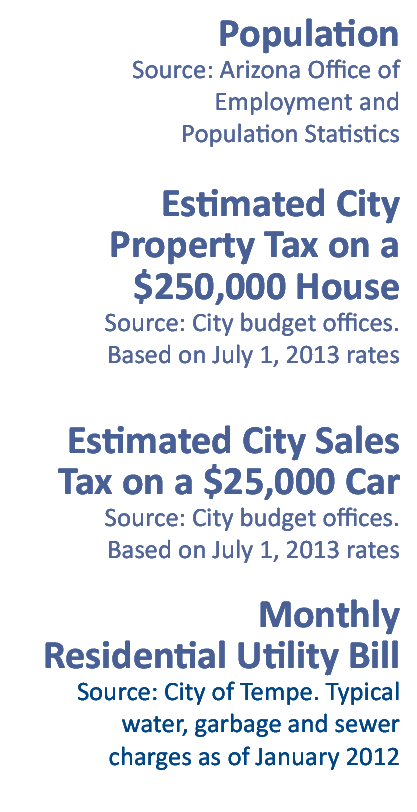 Population
Source: Arizona Office of
Employment and
Population Statistics
Estimated City
Property Tax on a
$250,000 House
Source: City budget offices.
Based on July 1, 2013 rates
Estimated City Sales
Tax on a $25,000 Car
Source: City budget offices.
Based on July 1, 2013 rates
Monthly
Residential Utility Bill
Source: City of Tempe. Typical
water, garbage and sewer
charges as of January 2012